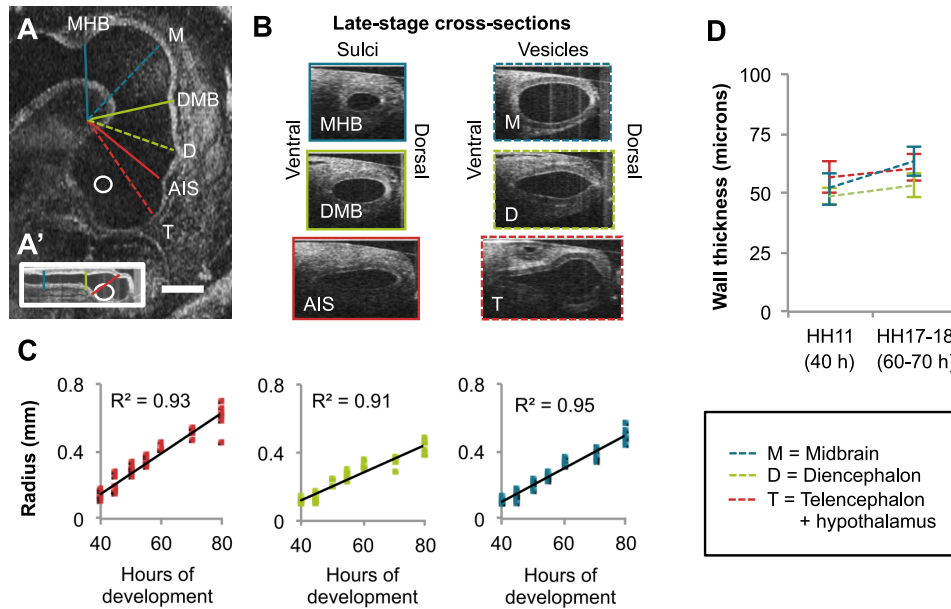 A
MHB
M
DMB
D
AIS
T
A'
B
Late-stage cross-sections
Sulci
Vesicles
Ventral
MHB
DMB
AIS
Dorsal
Ventral
M
D
T
Dorsal
C
Radius (mm)
0.8
0.4
0
R² = 0.93
40 60 80
Hours of
development
0.8
0.4
0
R² = 0.91
40 60 80
Hours of
development
0.8
0.4
0
R² = 0.95
40 60 80
Hours of
development
D
Wall thickness (microns)
100
75
50
25
0
HH11 HH17-18
(40 h) (60-70 h)
M = Midbrain
D = Diencephalon
T = Telencephalon
+ hypothalamus